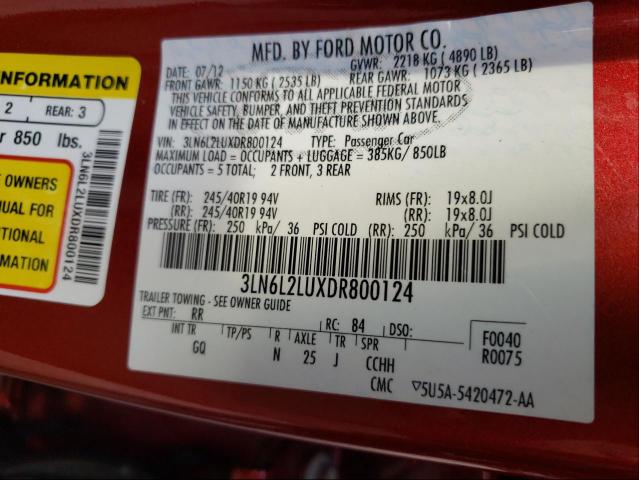 NFORMATION
2 REAR: 3
r 850 lbs.
3LN6L2LUXDR800124
E OWNERS
NUAL FOR
ITIONAL
MATION
MFD. BY FORD MOTOR CO.
DATE: 07/12 GVWR: 2218 KG ( 4890 LB)
FRONT GAWR: 1150 KG ( 2535 LB) REAR GAWR: 1073 KG ( 2365 LB)
THIS VEHICLE CONFORMS TO ALL APPLICABLE FEDERAL MOTOR
VEHICLE SAFETY, BUMPER, AND THEFT PREVENTION STANDARDS
IN EFFECT ON THE DATE OF MANUFACTURE SHOWN ABOVE.
VIN: 3LN6L2LUXDR800124 TYPE: Passenger Car
MAXIMUM LOAD = OCCUPANTS + LUGGAGE = 385KG/ 850LB
OCCUPANTS = 5 TOTAL; 2 FRONT, 3 REAR
TIRE (FR): 245/40R19 94V RIMS (FR): 19x8.0J
(RR): 245/40R19 94V (RR): 19x8.0J
PRESSURE (FR): 250 kPa/ 36 PSI COLD (RR): 250 kPa/ 36 PSI COLD
3LN6L2LUXDR800124
TRAILER TOWING - SEE OWNER GUIDE
EXT PNT: RR RC: 84 DSO: F0040
INT TR TP/PS R AXLE TR SPR R0075
GQ N 25 J CCHH
CMC ▽5U5A-5420472-AA